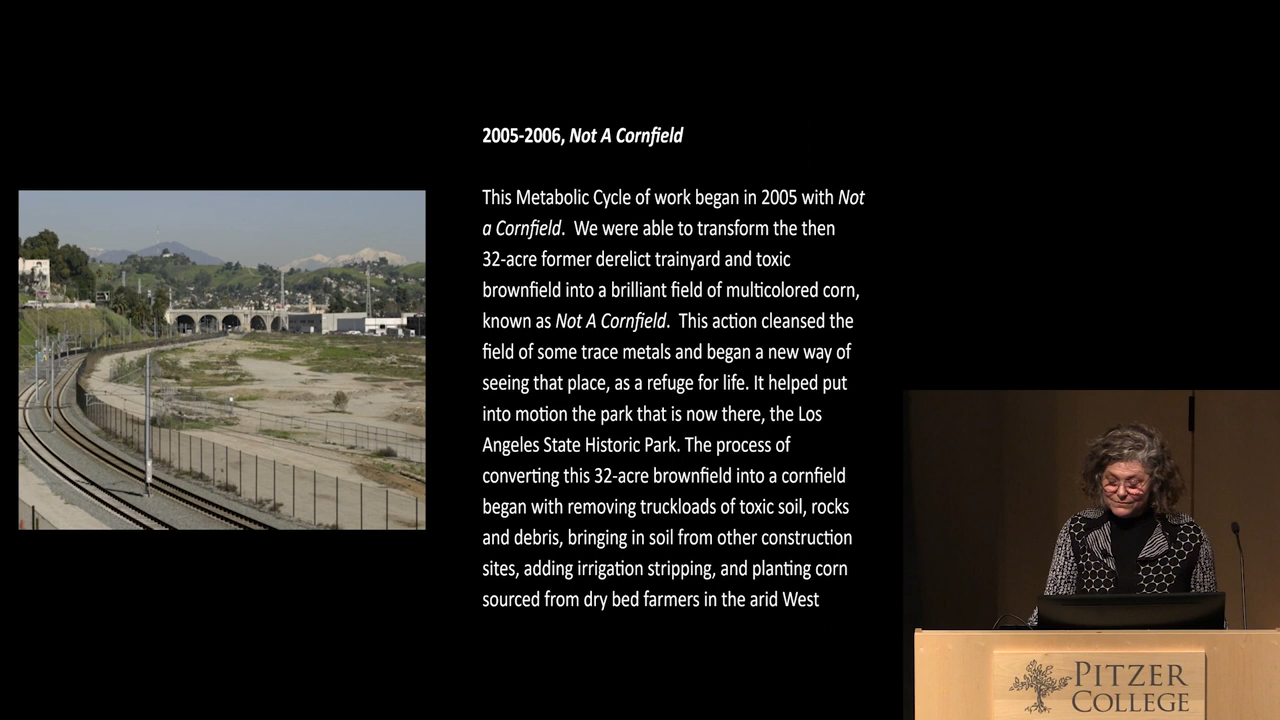 2005-2006, Not A Cornfield
This Metabolic Cycle of work began in 2005 with Not
a Cornfield.  We were able to transform the then
32-acre former derelict trainyard and toxic
brownfield into a brilliant field of multicolored corn,
known as Not A Cornfield.  This action cleansed the
field of some trace metals and began a new way of
seeing that place, as a refuge for life. It helped put
into motion the park that is now there, the Los
Angeles State Historic Park. The process of
converting this 32-acre brownfield into a cornfield
began with removing truckloads of toxic soil, rocks
and debris, bringing in soil from other construction
sites, adding irrigation stripping, and planting corn
sourced from dry bed farmers in the arid West
PITZER
COLLEGE